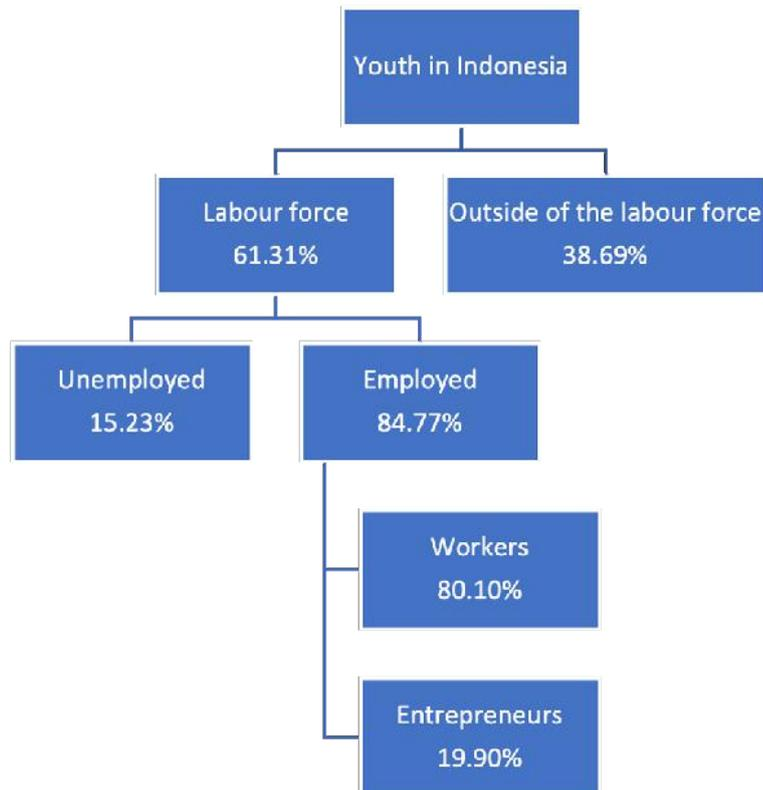 Youth in Indonesia
Labour force
61.31%
Outside of the labour force
38.69%
Unemployed
15.23%
Employed
84.77%
Workers
80.10%
Entrepreneurs
19.90%